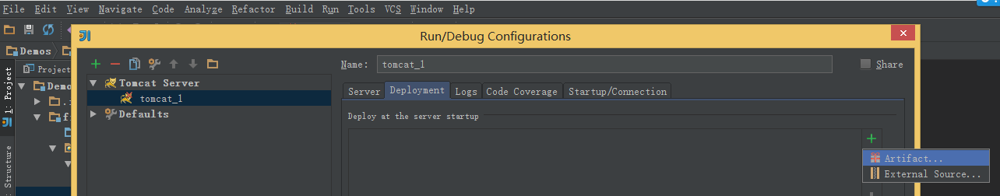 File Edit View Navigate Code Analyze Refactor Build Run Tools VCS Window Help
Run/Debug Configurations
Demos
Name: tomcat_1 Share
Project
1: Project
Structure
Tomcat Server
tomcat_1
Defaults
Server Deployment Logs Code Coverage Startup/Connection
Deploy at the server startup
Artifact...
External Source...